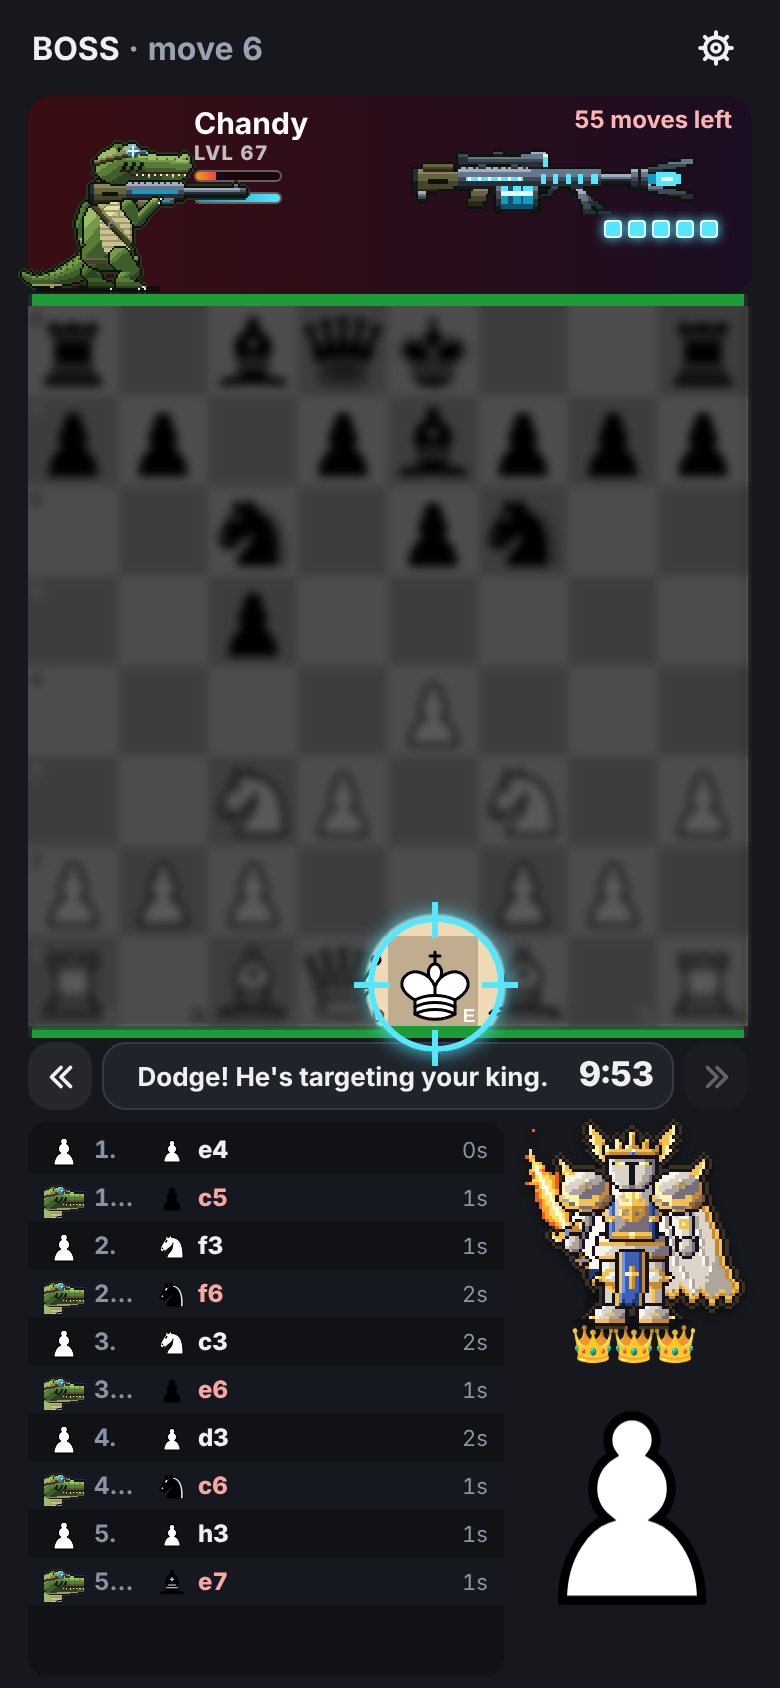 BOSS · move 6
Chandy
55 moves left
LVL 67
E
Dodge! He's targeting your king. 9:53
1. e4 0s
1... c5 1s
2. f3 1s
2... f6 2s
3. c3 2s
3... e6 1s
4. d3 2s
4... c6 1s
5. h3 1s
5... e7 1s